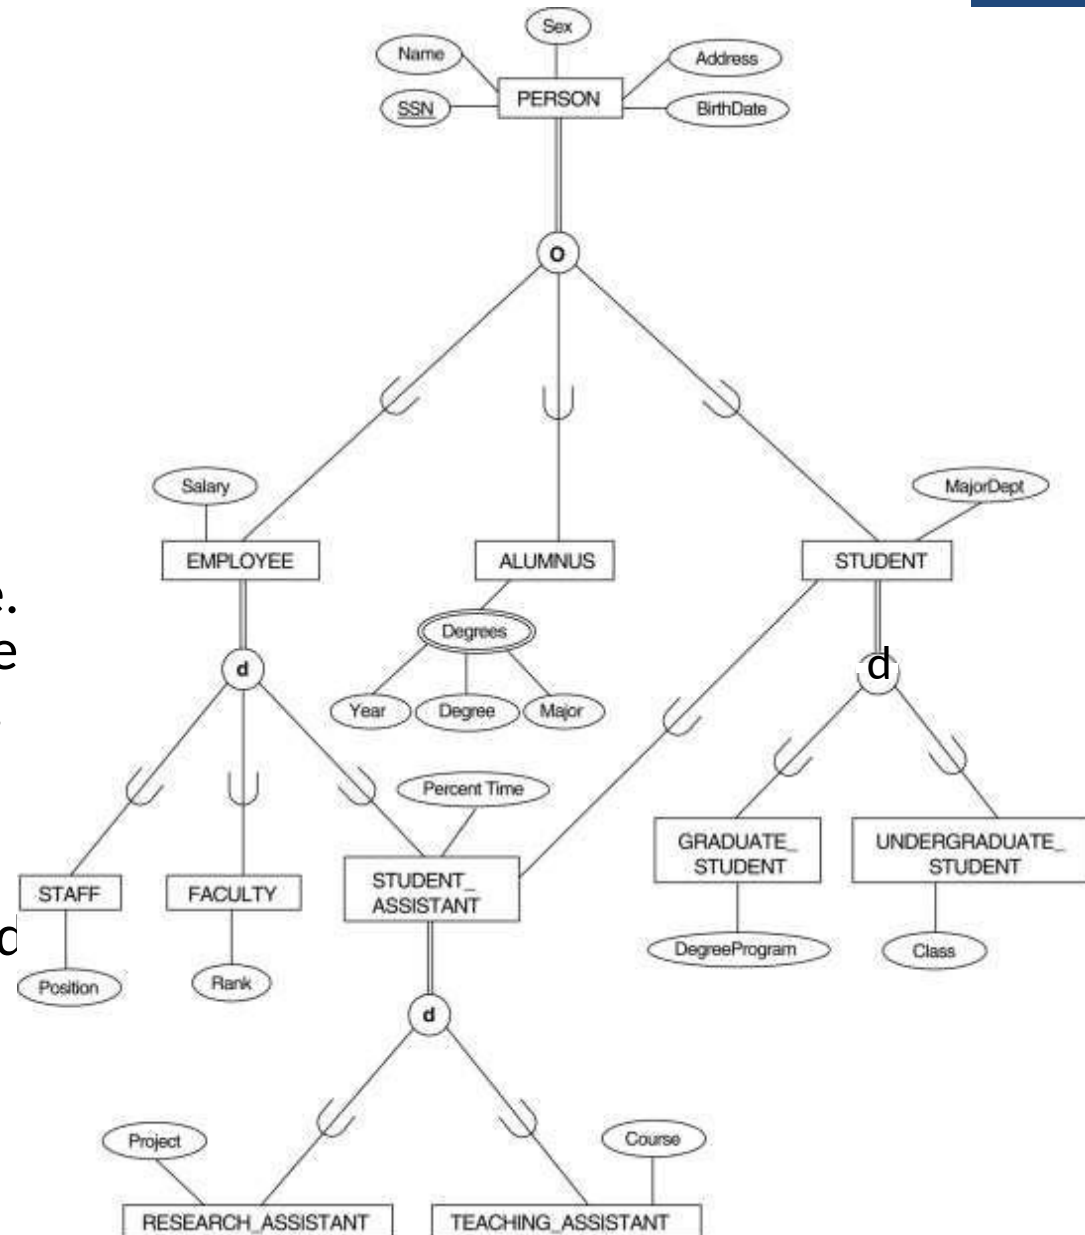 Sex
Name
Address
PERSON
SSN
BirthDate
O
Salary
MajorDept
EMPLOYEE
ALUMNUS
STUDENT
e.
Degrees
e
d
d
Year
Degree
Major
Percent Time
GRADUATE_
STUDENT
UNDERGRADUATE_
STUDENT
STAFF
FACULTY
STUDENT_
ASSISTANT
d
DegreeProgram
Class
Position
Rank
d
Project
Course
RESEARCH_ASSISTANT
TEACHING_ASSISTANT